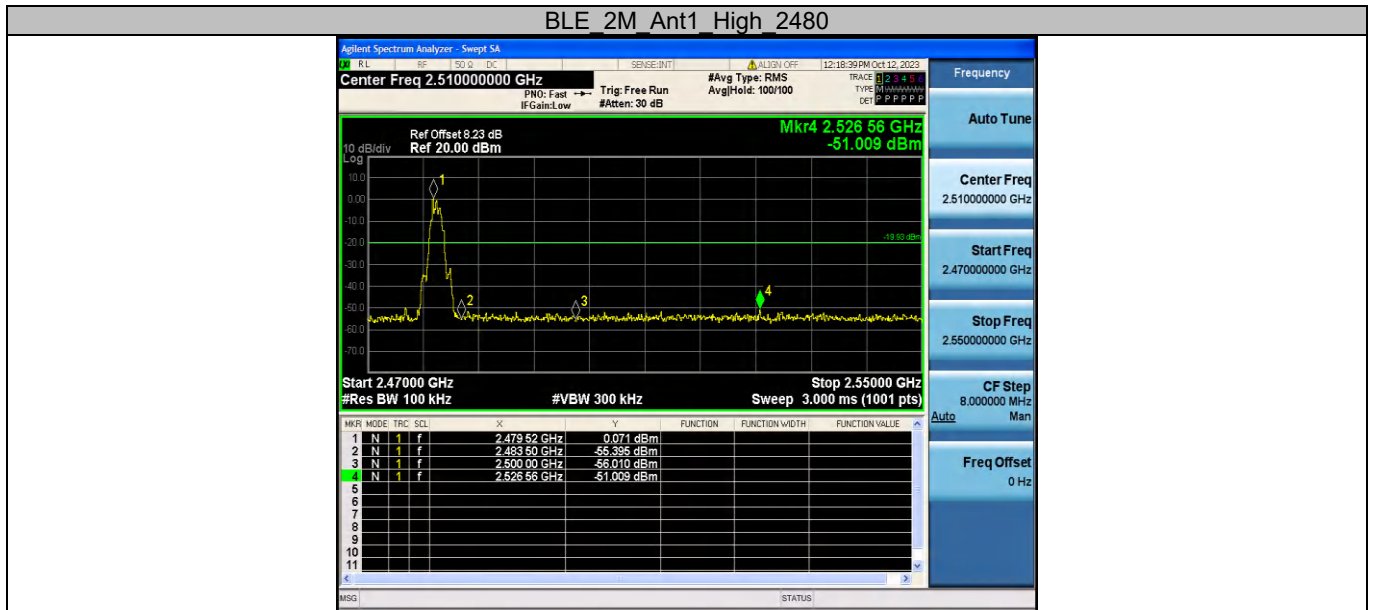 BLE_2M_Ant1_High_2480
Agilent Spectrum Analyzer - Swept SA
RL RF 50 Ω DC SENSE:INT ALIGN OFF 12:18:39 PM Oct 12, 2023
Center Freq 2.510000000 GHz
PNO: Fast
IFGain:Low
Trig: Free Run
#Atten: 30 dB
#Avg Type: RMS
Avg|Hold: 100/100
TRACE 1 2 3 4 5 6
TYPE M
DET P P P P P P
Frequency
Auto Tune
Center Freq
2.510000000 GHz
Start Freq
2.470000000 GHz
Stop Freq
2.550000000 GHz
CF Step
8.000000 MHz
Auto Man
Freq Offset
0 Hz
Mkr4 2.526 56 GHz
-51.009 dBm
Ref Offset 8.23 dB
10 dB/div Ref 20.00 dBm
Log
10.0
0.00
-10.0
-20.0
-30.0
-40.0
-50.0
-60.0
-70.0
1
2
3
4
-19.93 dBm
Start 2.47000 GHz Stop 2.55000 GHz
#Res BW 100 kHz #VBW 300 kHz Sweep 3.000 ms (1001 pts)
MKR MODE TRC SCL X Y FUNCTION FUNCTION WIDTH FUNCTION VALUE
1 N 1 f 2.479 52 GHz 0.071 dBm
2 N 1 f 2.483 50 GHz -55.395 dBm
3 N 1 f 2.500 00 GHz -56.010 dBm
4 N 1 f 2.526 56 GHz -51.009 dBm
5
6
7
8
9
10
11
MSG STATUS